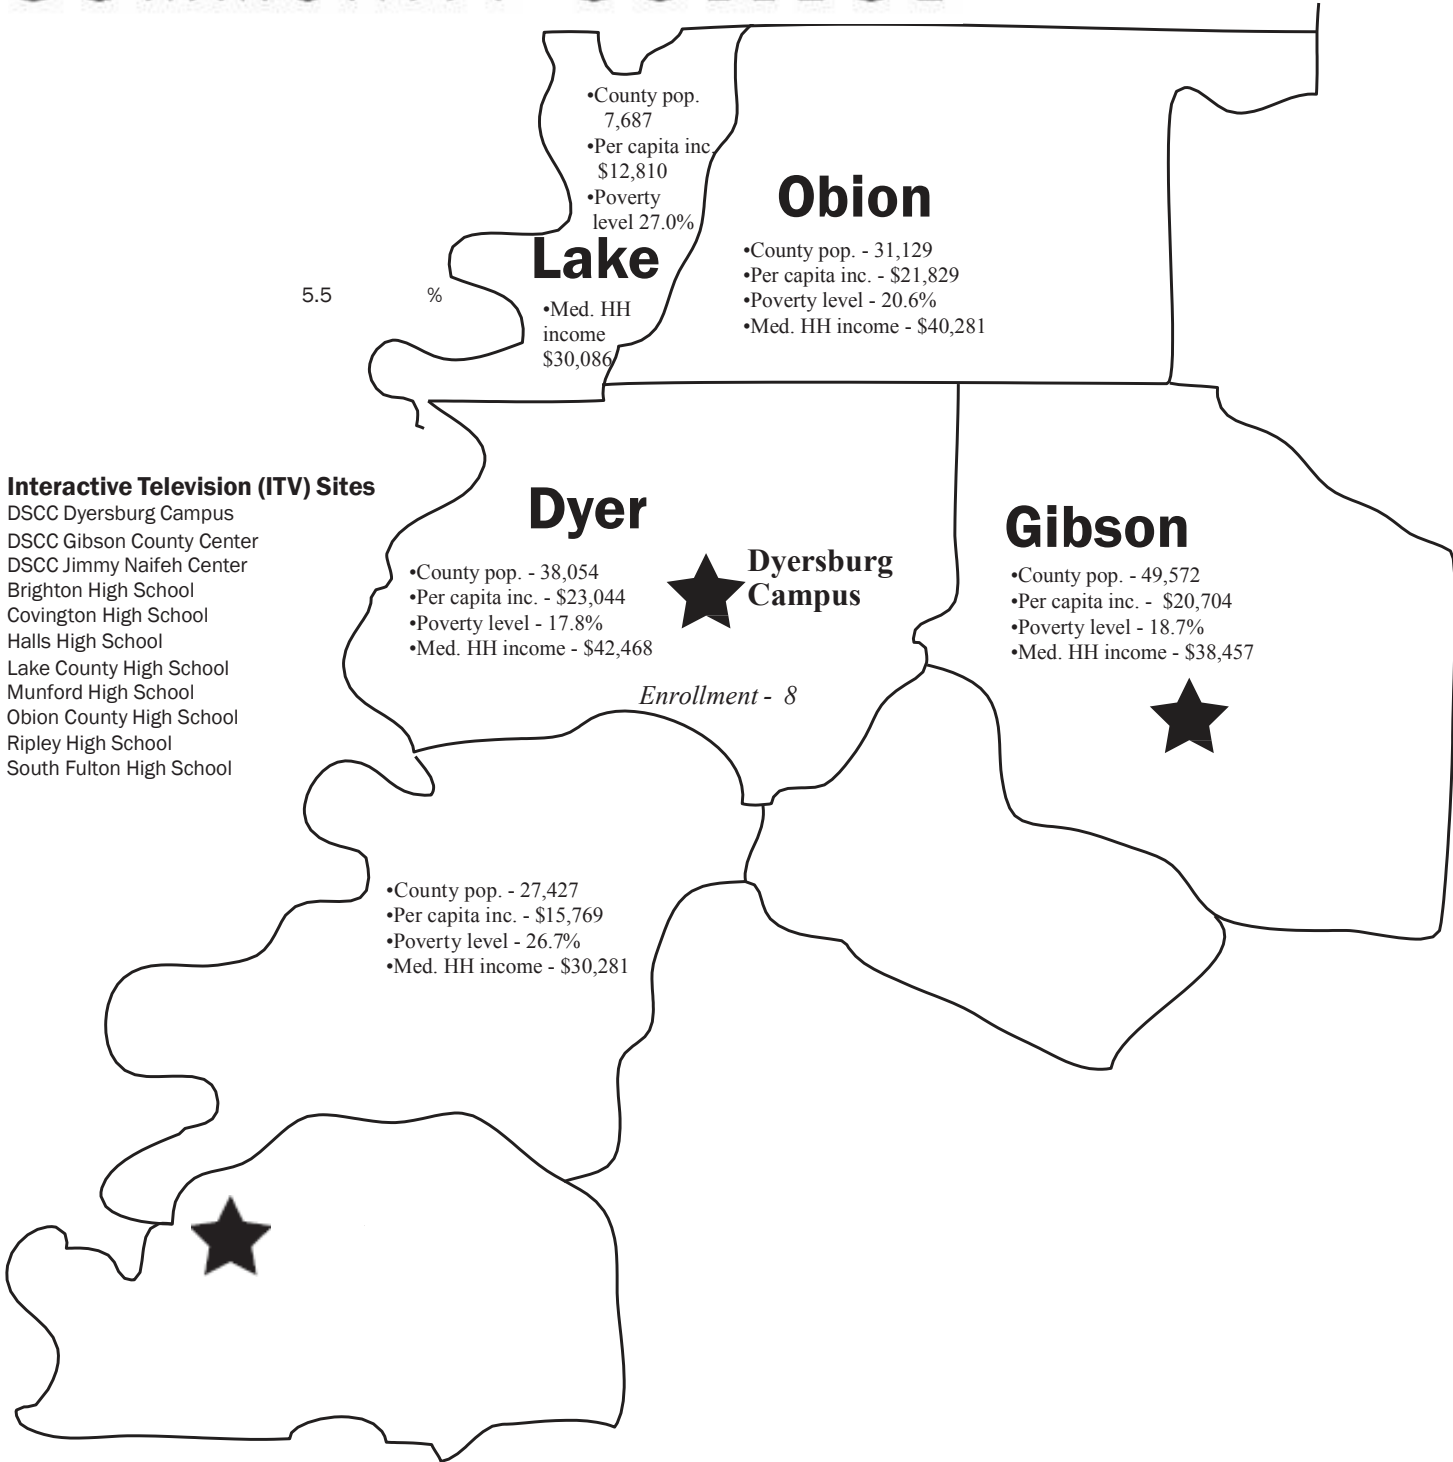 •County pop.
7,687
•Per capita inc.
$12,810
•Poverty
level 27.0%
Lake
•Med. HH
income
$30,086
Obion
•County pop. - 31,129
•Per capita inc. - $21,829
•Poverty level - 20.6%
•Med. HH income - $40,281
5.5 %
Interactive Television (ITV) Sites
DSCC Dyersburg Campus
DSCC Gibson County Center
DSCC Jimmy Naifeh Center
Brighton High School
Covington High School
Halls High School
Lake County High School
Munford High School
Obion County High School
Ripley High School
South Fulton High School
Dyer
•County pop. - 38,054
•Per capita inc. - $23,044
•Poverty level - 17.8%
•Med. HH income - $42,468
Dyersburg
Campus
Enrollment - 8
Gibson
•County pop. - 49,572
•Per capita inc. - $20,704
•Poverty level - 18.7%
•Med. HH income - $38,457
•County pop. - 27,427
•Per capita inc. - $15,769
•Poverty level - 26.7%
•Med. HH income - $30,281